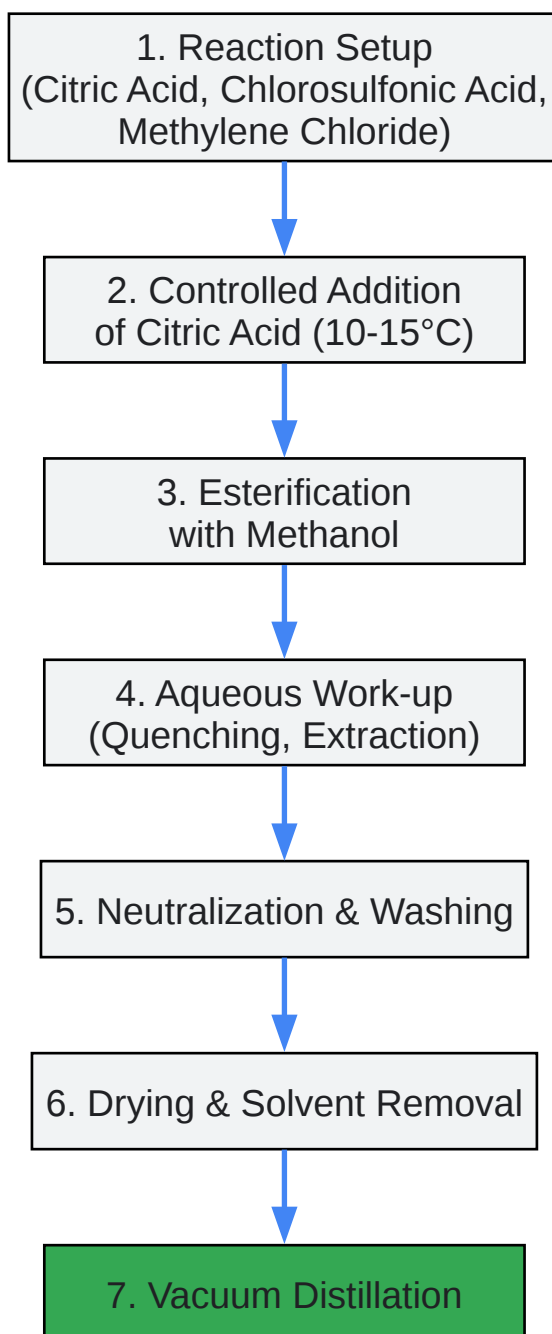 1. Reaction Setup
(Citric Acid, Chlorosulfonic Acid,
Methylene Chloride)
2. Controlled Addition
of Citric Acid (10-15°C)
3. Esterification
with Methanol
4. Aqueous Work-up
(Quenching, Extraction)
5. Neutralization & Washing
6. Drying & Solvent Removal
7. Vacuum Distillation